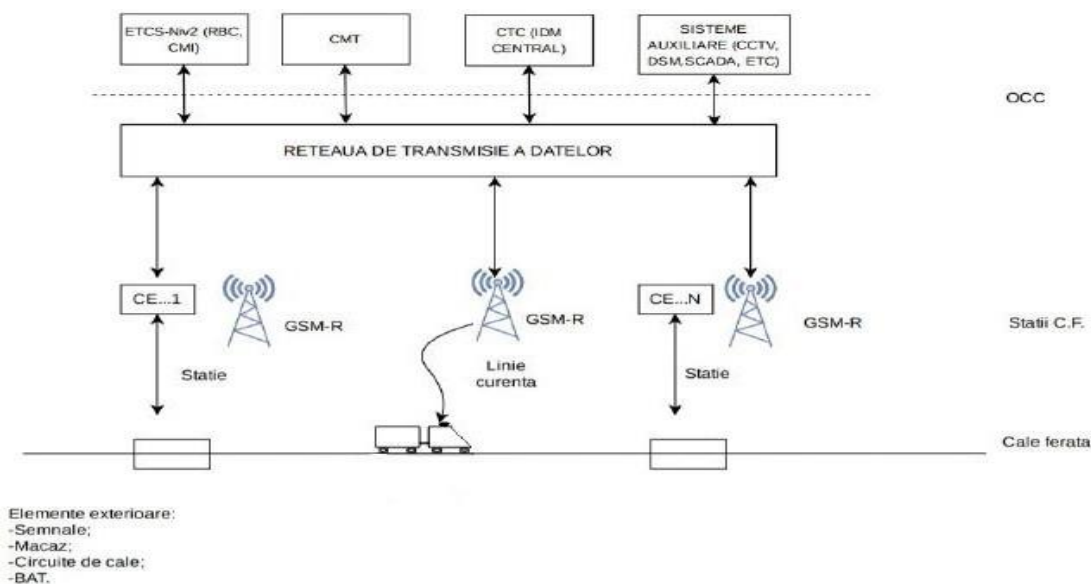 ETCS-Niv2 (RBC,
CMI)
CMT
CTC (IDM
CENTRAL)
SISTEME
AUXILIARE (CCTV,
DSM,SCADA, ETC)
OCC
RETEAUA DE TRANSMISIE A DATELOR
CE...1
GSM-R
GSM-R
CE...N
GSM-R
Statii C.F.
Statie
Linie
curenta
Statie
Cale ferata
Elemente exterioare:
-Semnale;
-Macaz;
-Circuite de cale;
-BAT.